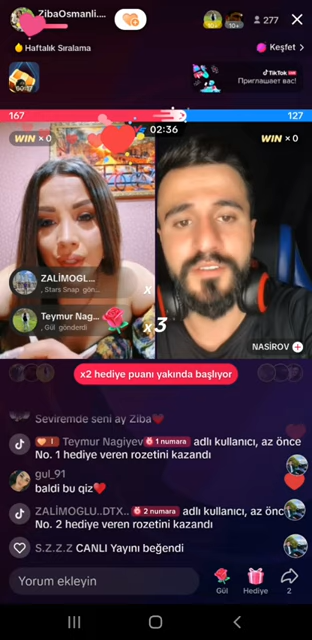 ZibaOsmanli....
10+
10+
277
Haftalık Sıralama
Keşfet >
TikTok
Приглашает вас!
167
127
WIN × 0
02:36
WIN × 0
ZALİMOGL...
, Stars Snap gön...
x
Teymur Nag...
, Gül gönderdi
x3
NASİROV
x2 hediye puanı yakında başlıyor
Seviremde seni ay Ziba❤️
I Teymur Nagiyev 1 numara adlı kullanıcı, az önce
No. 1 hediye veren rozetini kazandı
gul_91
baldi bu qiz❤️
ZALİMOGLU..DTX... 2 numara adlı kullanıcı, az önc
No. 2 hediye veren rozetini kazandı
S.Z.Z.Z CANLI Yayını beğendi
Yorum ekleyin
Gül
Hediye
2